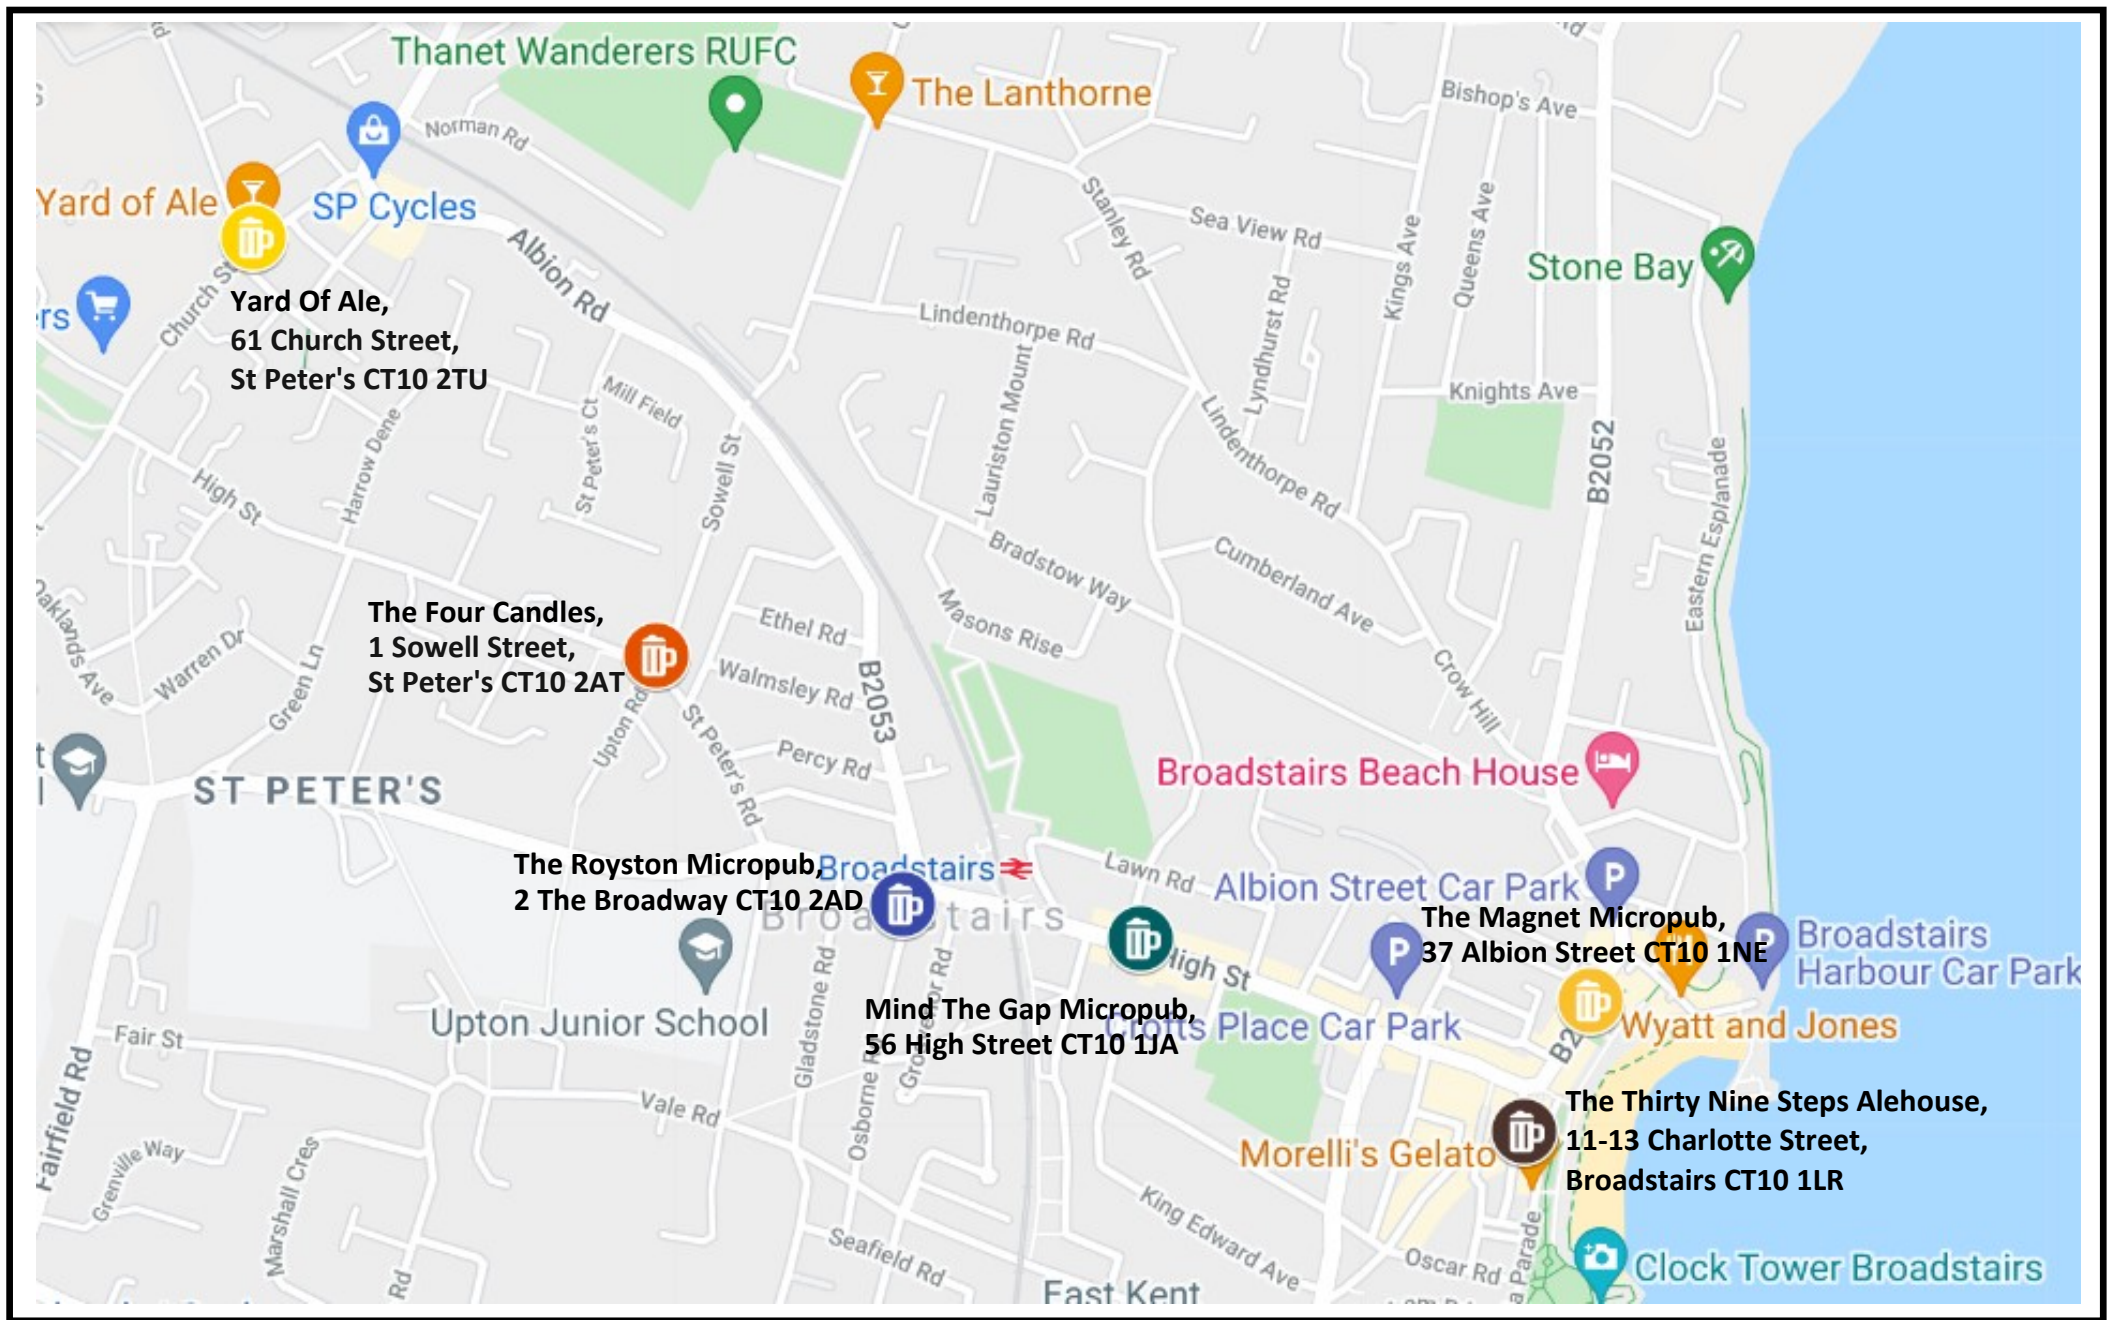 Thanet Wanderers RUFC
The Lanthorne
Bishop's Ave
Norman Rd
Yard of Ale
SP Cycles
Stanley Rd
Sea View Rd
Kings Ave
Queens Ave
Stone Bay
Albion Rd
Church St
Yard Of Ale,
61 Church Street,
St Peter's CT10 2TU
Lindenthorpe Rd
Lyndhurst Rd
Lauriston Mount
Knights Ave
Mill Field
St Peter's Ct
Harrow Dene
Sowell St
Lindenthorpe Rd
B2052
Eastern Esplanade
High St
Bradstow Way
Cumberland Ave
Oaklands Ave
Warren Dr
Green Ln
The Four Candles,
1 Sowell Street,
St Peter's CT10 2AT
Ethel Rd
Masons Rise
Walmsley Rd
B2053
Crow Hill
Upton Rd
St Peter's Rd
Percy Rd
Broadstairs Beach House
ST PETER'S
The Royston Micropub,
2 The Broadway CT10 2AD
Broadstairs
Broadstairs
Lawn Rd
Albion Street Car Park
P
The Magnet Micropub,
37 Albion Street CT10 1NE
P
P
Broadstairs
Harbour Car Park
High St
Upton Junior School
Gladstone Rd
Grosvenor Rd
Mind The Gap Micropub,
56 High Street CT10 1JA
Crofts Place Car Park
Wyatt and Jones
Fair St
Fairfield Rd
Vale Rd
Osborne R
The Thirty Nine Steps Alehouse,
11-13 Charlotte Street,
Broadstairs CT10 1LR
Morelli's Gelato
Grenville Way
Marshall Cres
King Edward Ave
Seafield Rd
Oscar Rd
Parade
Clock Tower Broadstairs
Rd
East Kent